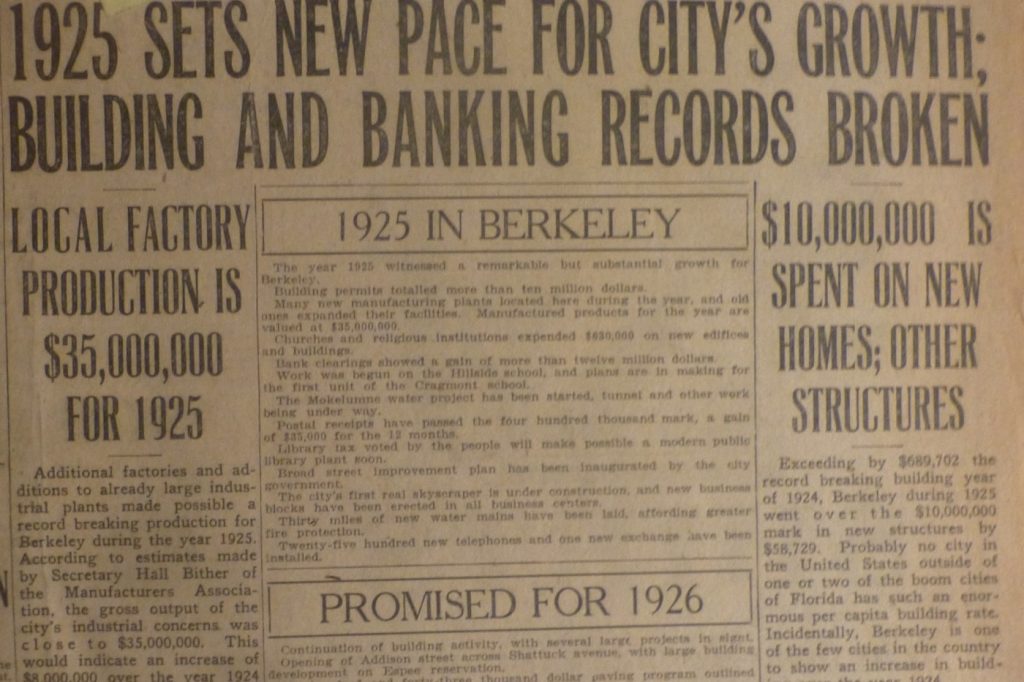 1925 SETS NEW PACE FOR CITY'S GROWTH;
BUILDING AND BANKING RECORDS BROKEN
LOCAL FACTORY
PRODUCTION IS
$35,000,000
FOR 1925
Additional factories and ad-
ditions to already large indus-
trial plants made possible a
record breaking production for
Berkeley during the year 1925.
According to estimates made
by Secretary Hall Bither of
the Manufacturers Associa-
tion, the gross output of the
city's industrial concerns was
close to $35,000,000. This
would indicate an increase of
$8,000,000 over the year 1924
1925 IN BERKELEY
The year 1925 witnessed a remarkable but substantial growth for
Berkeley.
Building permits totalled more than ten million dollars.
Many new manufacturing plants located here during the year, and old
ones expanded their facilities. Manufactured products for the year are
valued at $35,000,000.
Churches and religious institutions expended $630,000 on new edifices
and buildings.
Bank clearings showed a gain of more than twelve million dollars.
Work was begun on the Hillside school, and plans are in making for
the first unit of the Cragmont school.
The Mokelumne water project has been started, tunnel and other work
being under way.
Postal receipts have passed the four hundred thousand mark, a gain
of $35,000 for the 12 months.
Library tax voted by the people will make possible a modern public
library plant soon.
Broad street improvement plan has been inaugurated by the city
government.
The city's first real skyscraper is under construction, and new business
blocks have been erected in all business centers.
Thirty miles of new water mains have been laid, affording greater
fire protection.
Twenty-five hundred new telephones and one new exchange have been
installed.
PROMISED FOR 1926
Continuation of building activity, with several large projects in sight.
Opening of Addison street across Shattuck avenue, with large building
development on Espee reservation.
forty-three thousand dollar paving program outlined
$10,000,000 IS
SPENT ON NEW
HOMES; OTHER
STRUCTURES
Exceeding by $689,702 the
record breaking building year
of 1924, Berkeley during 1925
went over the $10,000,000
mark in new structures by
$58,729. Probably no city in
the United States outside of
one or two of the boom cities
of Florida has such an enor-
mous per capita building rate.
Incidentally, Berkeley is one
of the few cities in the country
to show an increase in build-
the year 1924